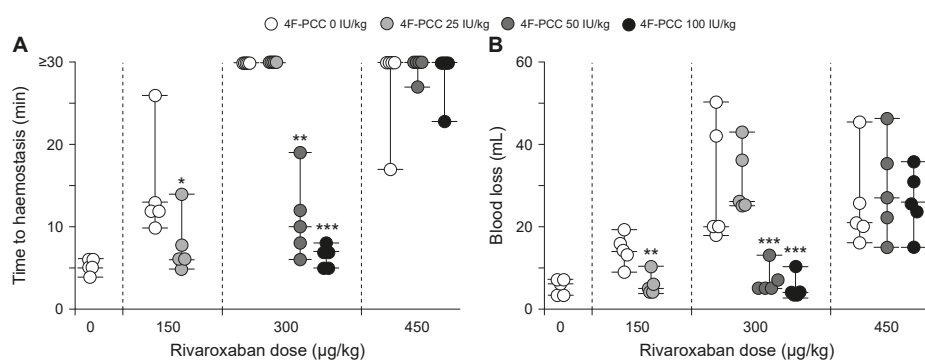 4F-PCC 0 IU/kg 4F-PCC 25 IU/kg 4F-PCC 50 IU/kg 4F-PCC 100 IU/kg
A
Time to haemostasis (min)
≥30
20
10
0
*
**
***
0 150 300 450
Rivaroxaban dose (µg/kg)
B
Blood loss (mL)
60
40
20
0
**
***
***
0 150 300 450
Rivaroxaban dose (µg/kg)